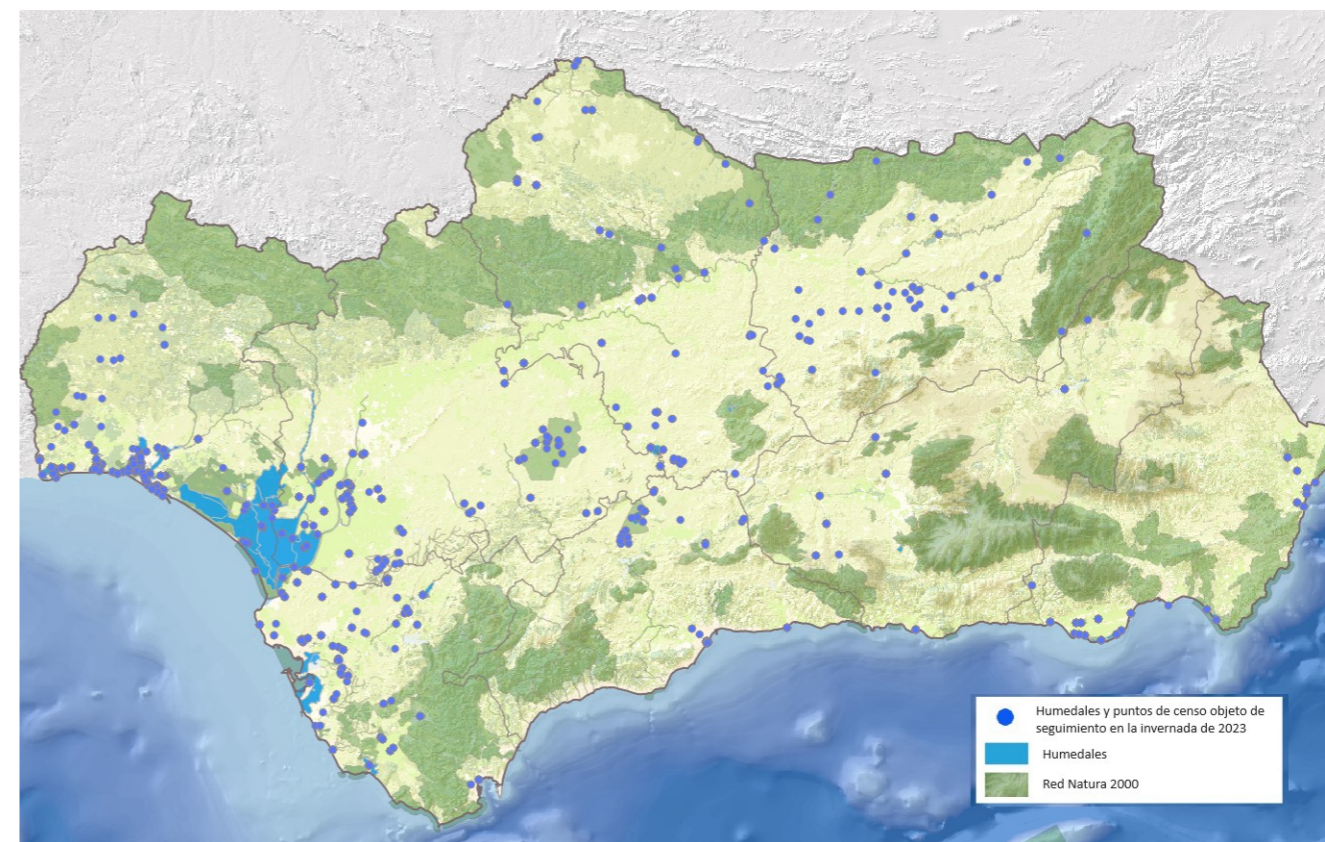 Humedales y puntos de censo objeto de
seguimiento en la invernada de 2023
Humedales
Red Natura 2000